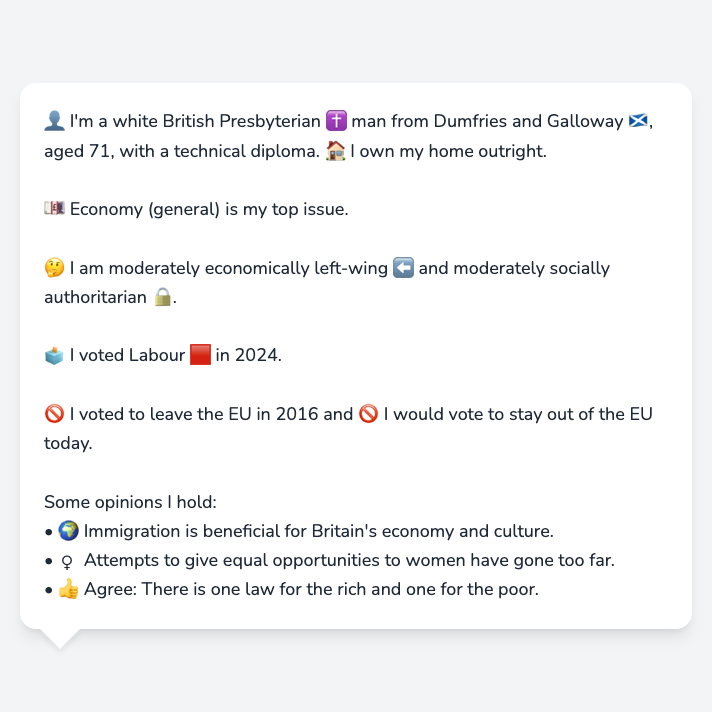 👤 I'm a white British Presbyterian ✝️ man from Dumfries and Galloway 🏴󠁧󠁢󠁳󠁣󠁴󠁿,
aged 71, with a technical diploma. 🏠 I own my home outright.
💷 Economy (general) is my top issue.
🤔 I am moderately economically left-wing ⬅️ and moderately socially
authoritarian 🔒.
🗳️ I voted Labour 🟥 in 2024.
🚫 I voted to leave the EU in 2016 and 🚫 I would vote to stay out of the EU
today.
Some opinions I hold:
• 🌍 Immigration is beneficial for Britain's economy and culture.
• ♀ Attempts to give equal opportunities to women have gone too far.
• 👍 Agree: There is one law for the rich and one for the poor.